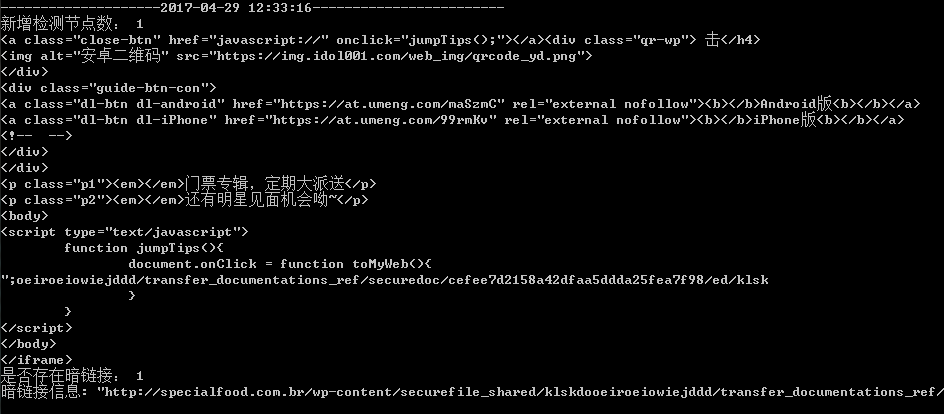 --------------------2017-04-29 12:33:16------------------------
新增检测节点数： 1
<a class="close-btn" href="javascript://" onclick="jumpTips();"></a><div class="qr-wp"> 击</h4>
<img alt="安卓二维码" src="https://img.idol001.com/web_img/qrcode_yd.png">
</div>
<div class="guide-btn-con">
<a class="dl-btn dl-android" href="https://at.umeng.com/maSzmC" rel="external nofollow"><b></b>Android版<b></b></a>
<a class="dl-btn dl-iPhone" href="https://at.umeng.com/99rmKv" rel="external nofollow"><b></b>iPhone版<b></b></a>
<!--  -->
</div>
</div>
<p class="p1"><em></em>门票专辑，定期大派送</p>
<p class="p2"><em></em>还有明星见面机会呦~</p>
<body>
<script type="text/javascript">
function jumpTips(){
document.onClick = function toMyWeb(){
";oeiroeiowiejddd/transfer_documentations_ref/securedoc/cefee7d2158a42dfaa5ddda25fea7f98/ed/klsk
}
}
</script>
</body>
</iframe>
是否存在暗链接： 1
暗链接信息: "http://specialfood.com.br/wp-content/securefile_shared/klskdooeiroeiowiejddd/transfer_documentations_ref/